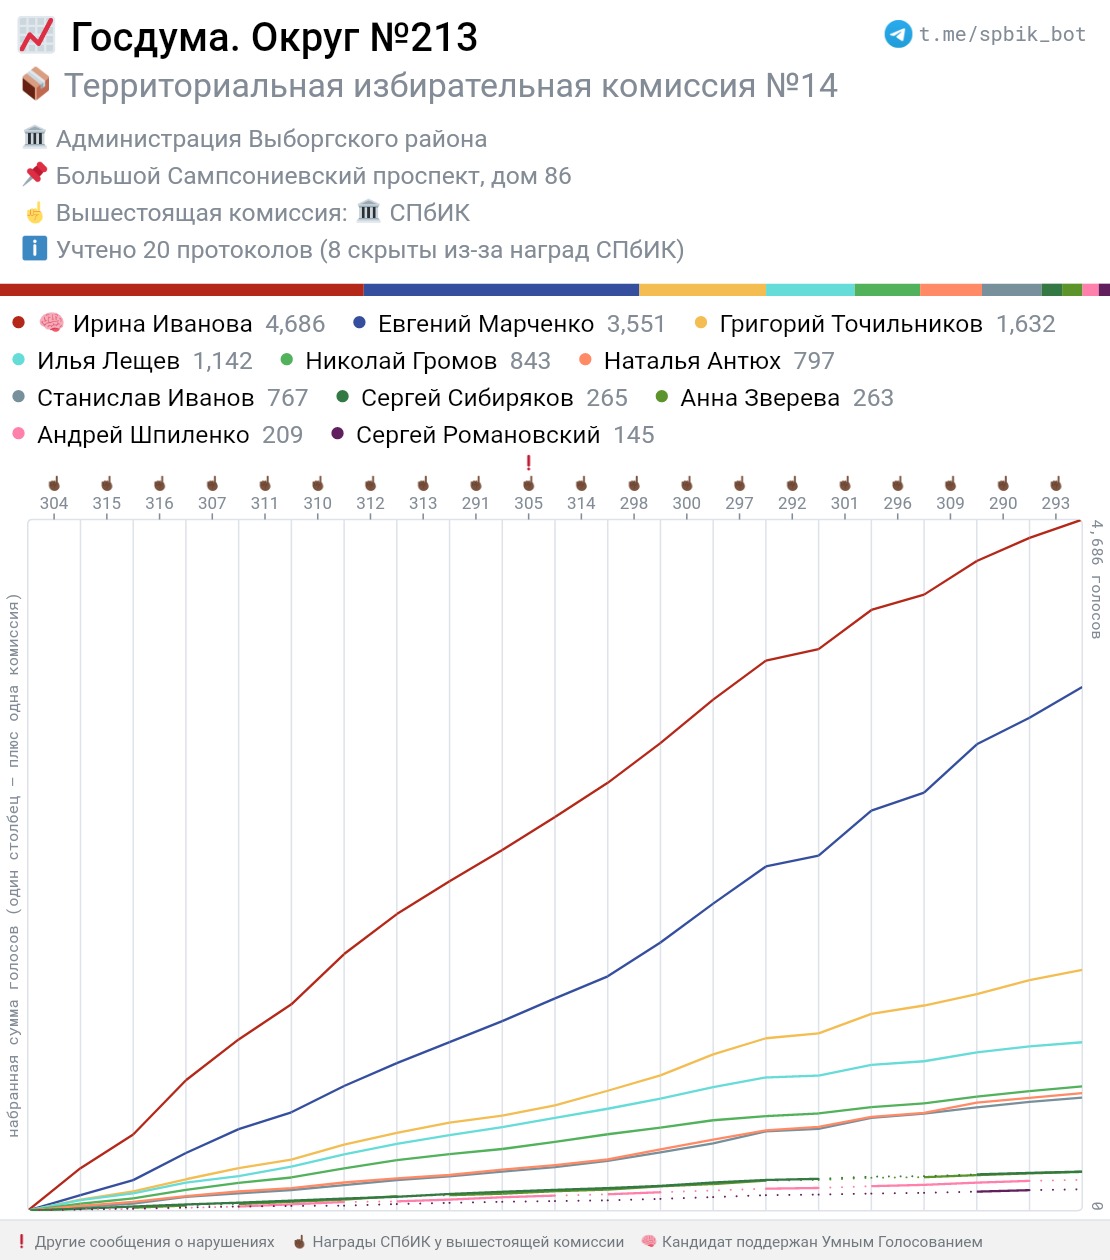 Госдума. Округ №213
t.me/spbik_bot
Территориальная избирательная комиссия №14
Администрация Выборгского района
Большой Сампсониевский проспект, дом 86
Вышестоящая комиссия: СПбИК
Учтено 20 протоколов (8 скрыты из-за наград СПбИК)
Ирина Иванова 4,686 Евгений Марченко 3,551 Григорий Точильников 1,632
Илья Лещев 1,142 Николай Громов 843 Наталья Антюх 797
Станислав Иванов 767 Сергей Сибиряков 265 Анна Зверева 263
Андрей Шпиленко 209 Сергей Романовский 145
304 315 316 307 311 310 312 313 291 305 314 298 300 297 292 301 296 309 290 293
набранная сумма голосов (один столбец – плюс одна комиссия)
4,686 голосов
0
Другие сообщения о нарушениях Награды СПбИК у вышестоящей комиссии Кандидат поддержан Умным Голосованием